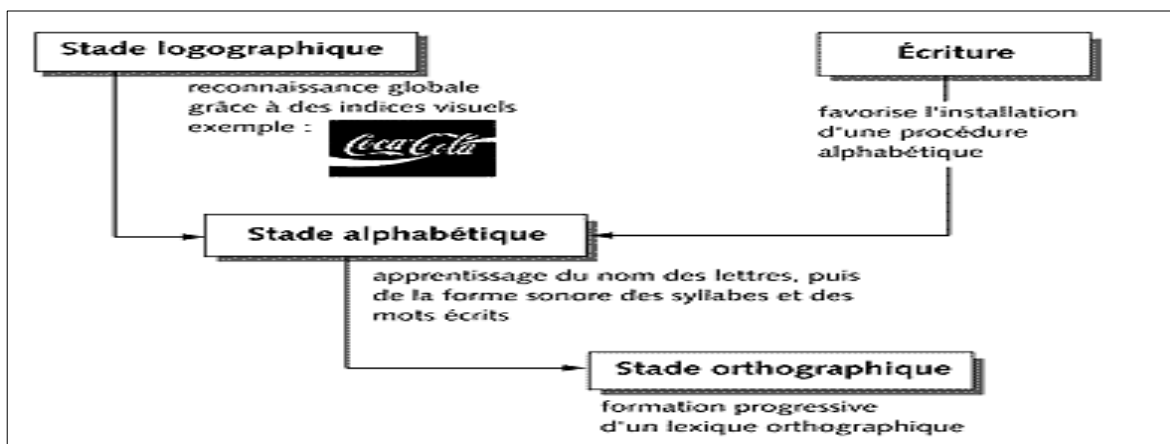 Stade logographique
reconnaissance globale
grâce à des indices visuels
exemple :
Coca-Cola
Écriture
favorise l'installation
d'une procédure
alphabétique
Stade alphabétique
apprentissage du nom des lettres, puis
de la forme sonore des syllabes et des
mots écrits
Stade orthographique
formation progressive
d'un lexique orthographique